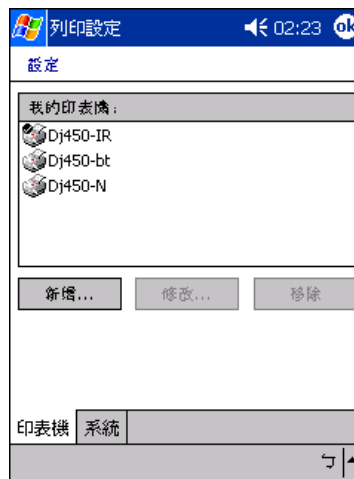 列印設定 02:23 ok
設定
我的印表機:
Dj450-IR
Dj450-bt
Dj450-N
新增... 修改... 移除
印表機 系統
ㄅ